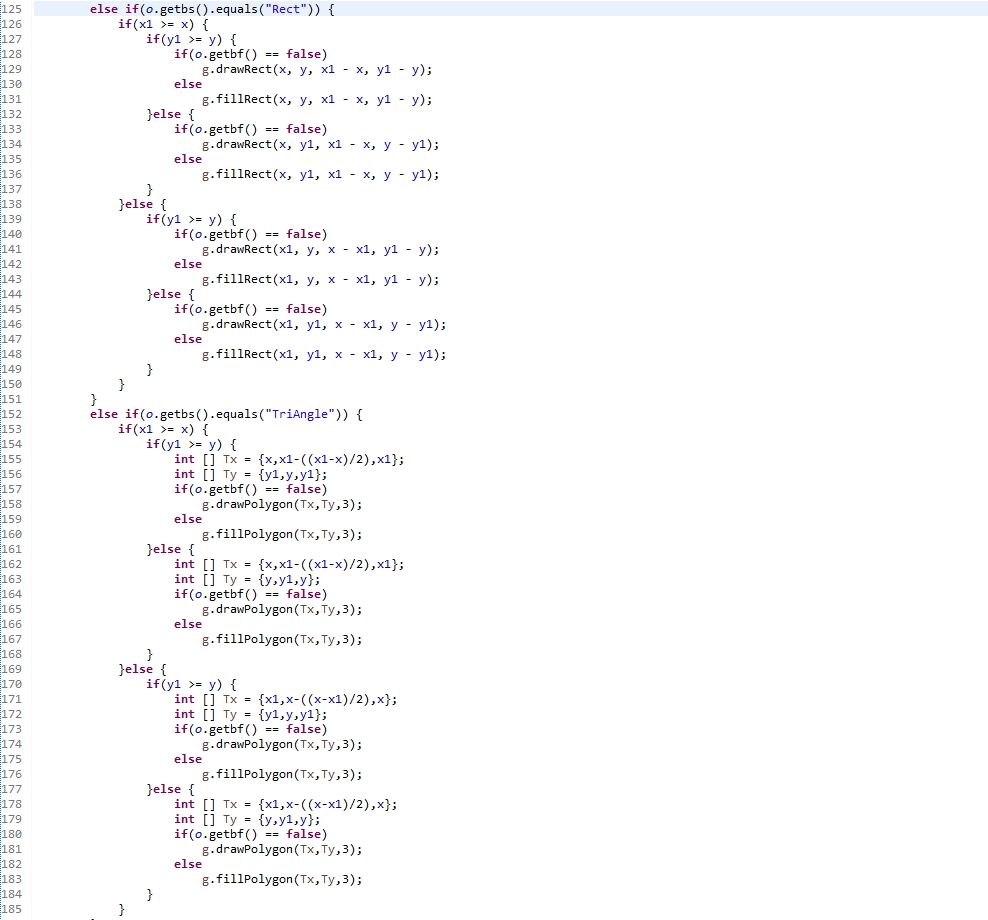 125 else if(o.getbs().equals("Rect")) {
126 if(x1 >= x) {
127 if(y1 >= y) {
128 if(o.getbf() == false)
129 g.drawRect(x, y, x1 - x, y1 - y);
130 else
131 g.fillRect(x, y, x1 - x, y1 - y);
132 }else {
133 if(o.getbf() == false)
134 g.drawRect(x, y1, x1 - x, y - y1);
135 else
136 g.fillRect(x, y1, x1 - x, y - y1);
137 }
138 }else {
139 if(y1 >= y) {
140 if(o.getbf() == false)
141 g.drawRect(x1, y, x - x1, y1 - y);
142 else
143 g.fillRect(x1, y, x - x1, y1 - y);
144 }else {
145 if(o.getbf() == false)
146 g.drawRect(x1, y1, x - x1, y - y1);
147 else
148 g.fillRect(x1, y1, x - x1, y - y1);
149 }
150 }
151 }
152 else if(o.getbs().equals("TriAngle")) {
153 if(x1 >= x) {
154 if(y1 >= y) {
155 int [] Tx = {x,x1-((x1-x)/2),x1};
156 int [] Ty = {y1,y,y1};
157 if(o.getbf() == false)
158 g.drawPolygon(Tx,Ty,3);
159 else
160 g.fillPolygon(Tx,Ty,3);
161 }else {
162 int [] Tx = {x,x1-((x1-x)/2),x1};
163 int [] Ty = {y,y1,y};
164 if(o.getbf() == false)
165 g.drawPolygon(Tx,Ty,3);
166 else
167 g.fillPolygon(Tx,Ty,3);
168 }
169 }else {
170 if(y1 >= y) {
171 int [] Tx = {x1,x-((x-x1)/2),x};
172 int [] Ty = {y1,y,y1};
173 if(o.getbf() == false)
174 g.drawPolygon(Tx,Ty,3);
175 else
176 g.fillPolygon(Tx,Ty,3);
177 }else {
178 int [] Tx = {x1,x-((x-x1)/2),x};
179 int [] Ty = {y,y1,y};
180 if(o.getbf() == false)
181 g.drawPolygon(Tx,Ty,3);
182 else
183 g.fillPolygon(Tx,Ty,3);
184 }
185 }